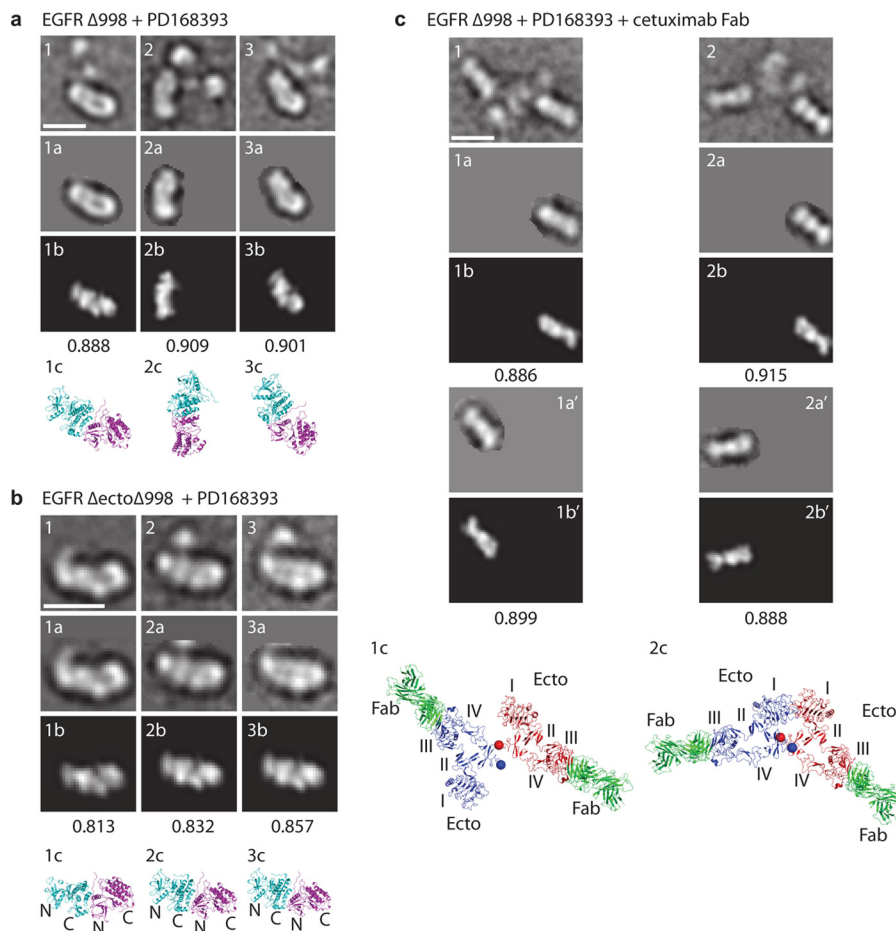 a EGFR Δ998 + PD168393
1 2 3
1a 2a 3a
1b 2b 3b
0.888 0.909 0.901
1c 2c 3c
b EGFR ΔectoΔ998 + PD168393
1 2 3
1a 2a 3a
1b 2b 3b
0.813 0.832 0.857
1c 2c 3c
N C N C
c EGFR Δ998 + PD168393 + cetuximab Fab
1 2
1a 2a
1b 2b
0.886 0.915
1a′ 2a′
1b′ 2b′
0.899 0.888
1c
Fab
III
IV
II
I
Ecto
I
Ecto
II
III
IV
Fab
2c
Fab
III
II
Ecto
IV
I
Ecto
II
III
IV
Fab